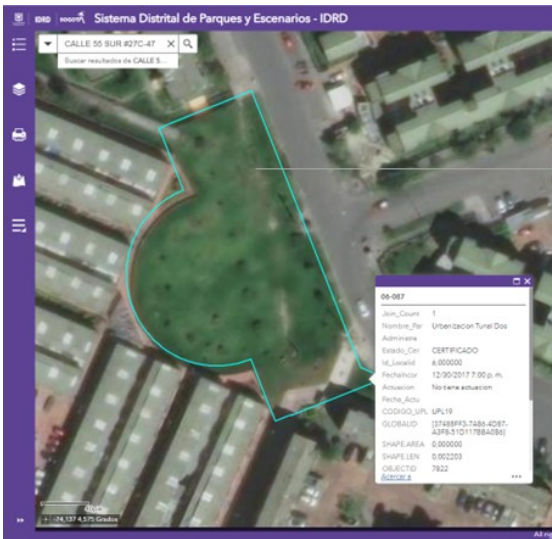 IDRD BOGOTÁ Sistema Distrital de Parques y Escenarios - IDRD
CALLE 55 SUR #27C-47
Buscar resultados de CALLE 5...
06-087
Join_Count 1
Nombre_Par Urbanizacion Tunal Dos
Administra
Estado_Cer CERTIFICADO
Id_Localid 6,000000
FechaIncor 12/30/2017 7:00 p. m.
Actuacion No tiene actuacion
Fecha_Actu
CODIGO_UPL UPL19
GLOBALID
SHAPE.AREA 0,000000
SHAPE.LEN 0,002203
OBJECTID 7822
Acercar a
-74,137 4,575 Grados
All rig